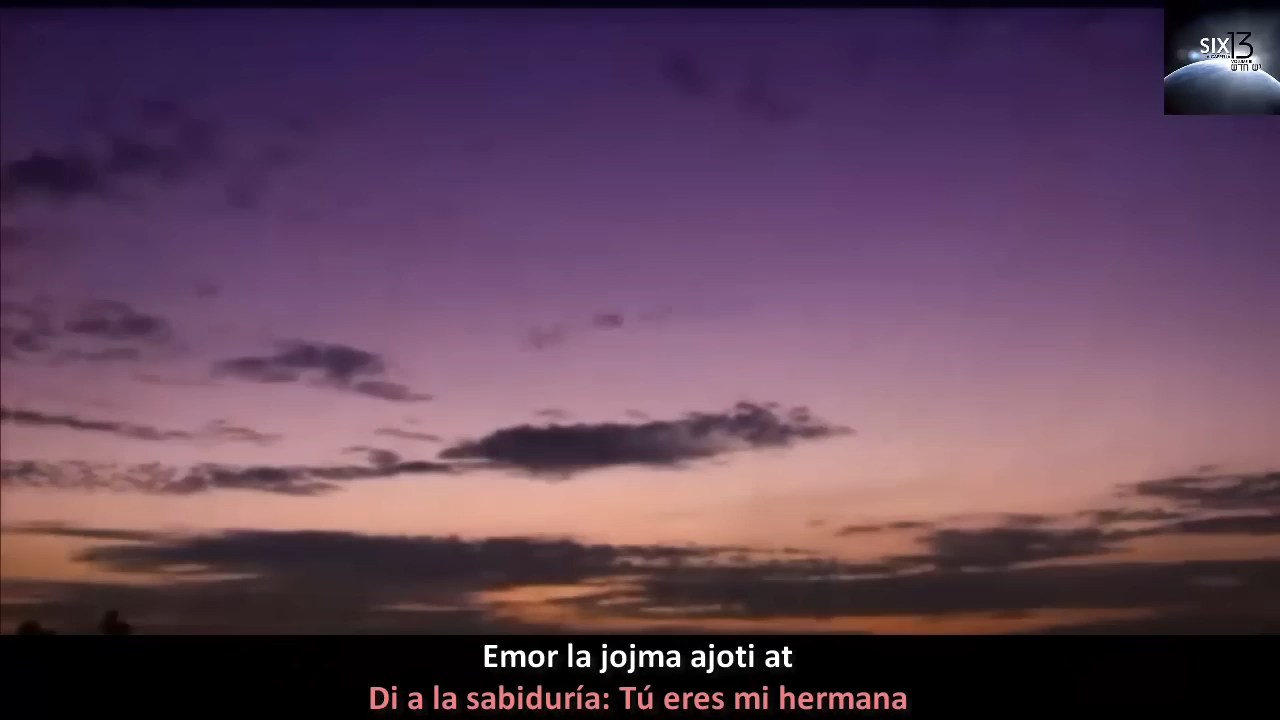 SIX13
Emor la jojma ajoti at
Di a la sabiduría: Tú eres mi hermana